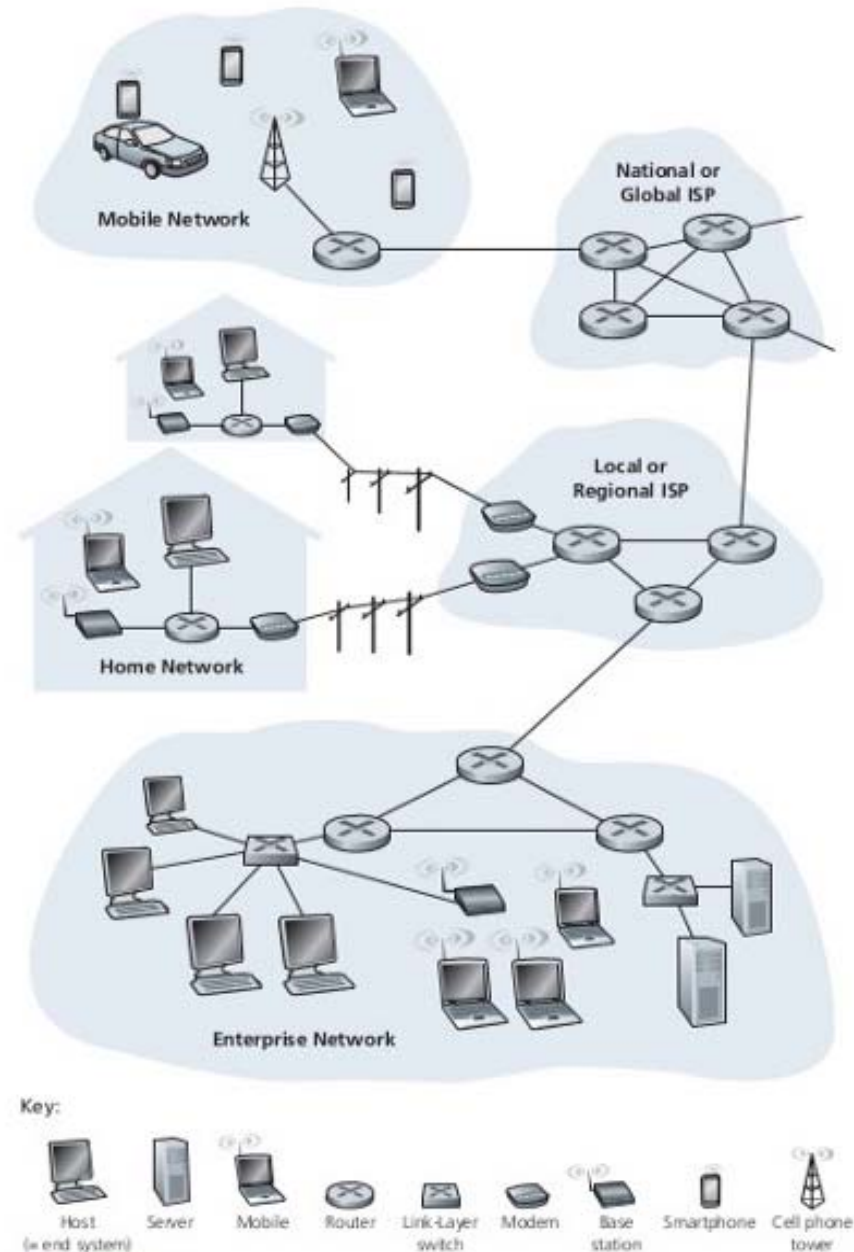 Mobile Network
National or
Global ISP
Local or
Regional ISP
Home Network
Enterprise Network
Key:
Host
(= end system)
Server
Mobile
Router
Link-Layer
switch
Modem
Base
station
Smartphone
Cell phone
tower